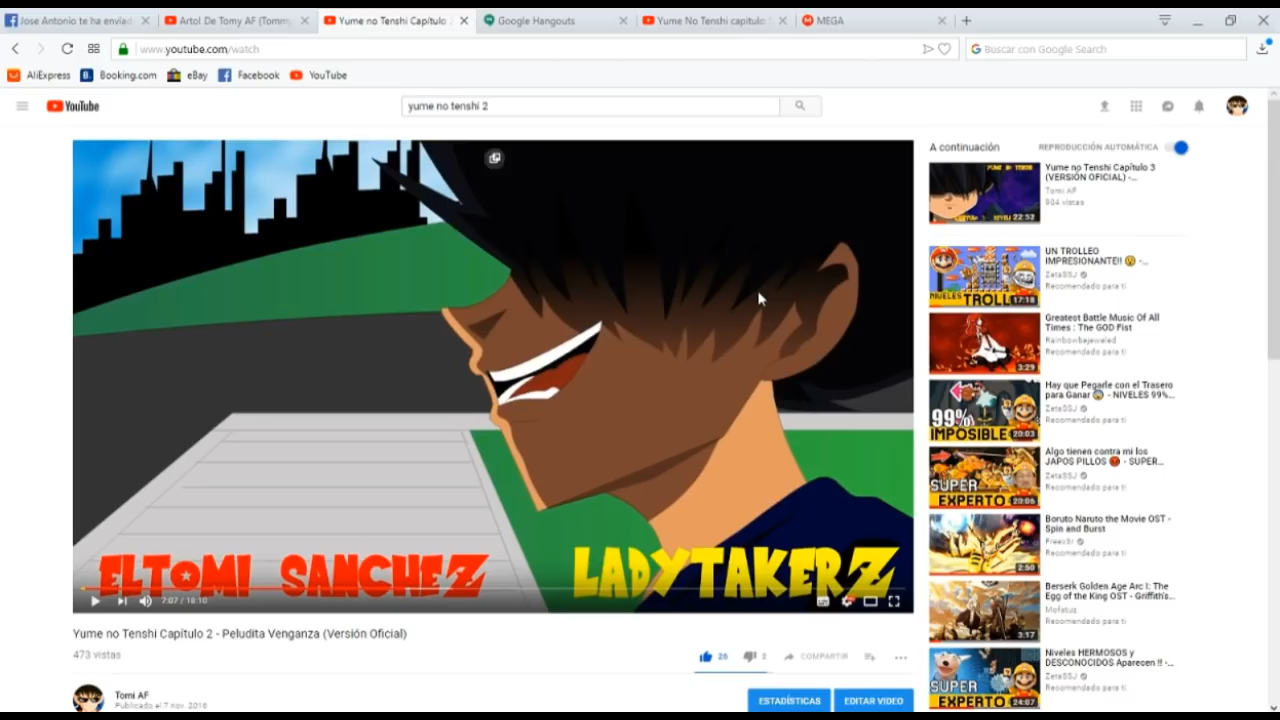 Jose Antonio te ha enviad
Artol De Tomy AF (Tommy
Yume no Tenshi Capítulo 2
Google Hangouts
Yume No Tenshi capitulo
MEGA
www.youtube.com/watch
Buscar con Google Search
AliExpress
Booking.com
eBay
Facebook
YouTube
YouTube
yume no tenshi 2
A continuación
REPRODUCCIÓN AUTOMÁTICA
Yume no Tenshi Capítulo 3
(VERSIÓN OFICIAL) -...
Tomi AF
904 vistas
22:52
UN TROLLEO
IMPRESIONANTE!! 😮 -...
ZetaSSJ
Recomendado para ti
NIVELES TROLL
17:18
Greatest Battle Music Of All
Times : The GOD Fist
Rainbowbejeweled
Recomendado para ti
3:29
Hay que Pegarle con el Trasero
para Ganar 😨 - NIVELES 99%...
ZetaSSJ
Recomendado para ti
99%
IMPOSIBLE
20:03
Algo tienen contra mi los
JAPOS PILLOS 😡 - SUPER...
ZetaSSJ
Recomendado para ti
SUPER
EXPERTO
20:06
Boruto Naruto the Movie OST -
Spin and Burst
Freex3r
Recomendado para ti
2:50
Berserk Golden Age Arc I: The
Egg of the King OST - Griffith's...
Mofatuz
Recomendado para ti
3:17
Niveles HERMOSOS y
DESCONOCIDOS Aparecen !! -...
ZetaSSJ
Recomendado para ti
SUPER
EXPERTO
24:07
ELTOMI SANCHEZ
LADYTAKERZ
7:07 / 18:10
Yume no Tenshi Capítulo 2 - Peludita Venganza (Versión Oficial)
473 vistas
26
2
COMPARTIR
Tomi AF
Publicado el 7 nov. 2016
ESTADÍSTICAS
EDITAR VIDEO